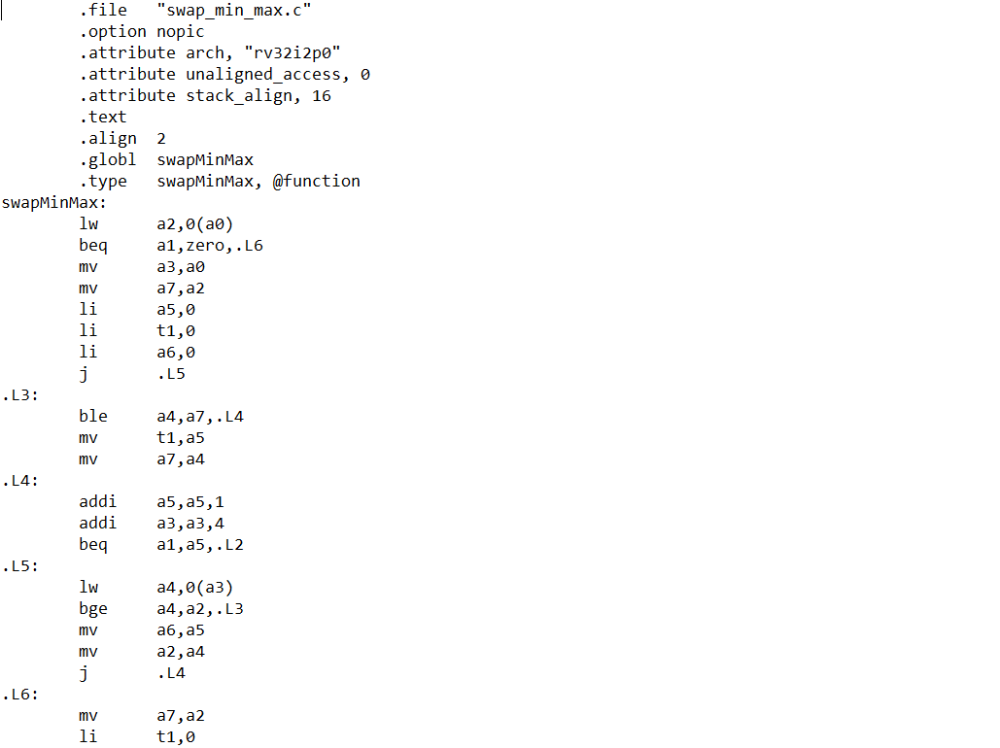 .file "swap_min_max.c"
.option nopic
.attribute arch, "rv32i2p0"
.attribute unaligned_access, 0
.attribute stack_align, 16
.text
.align 2
.globl swapMinMax
.type swapMinMax, @function
swapMinMax:
lw a2,0(a0)
beq a1,zero,.L6
mv a3,a0
mv a7,a2
li a5,0
li t1,0
li a6,0
j .L5
.L3:
ble a4,a7,.L4
mv t1,a5
mv a7,a4
.L4:
addi a5,a5,1
addi a3,a3,4
beq a1,a5,.L2
.L5:
lw a4,0(a3)
bge a4,a2,.L3
mv a6,a5
mv a2,a4
j .L4
.L6:
mv a7,a2
li t1,0